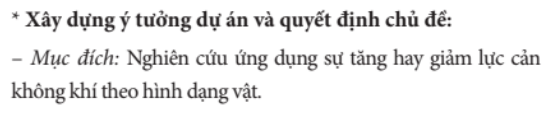 * Xây dựng ý tưởng dự án và quyết định chủ đề:
– Mục đích: Nghiên cứu ứng dụng sự tăng hay giảm lực cản
không khí theo hình dạng vật.